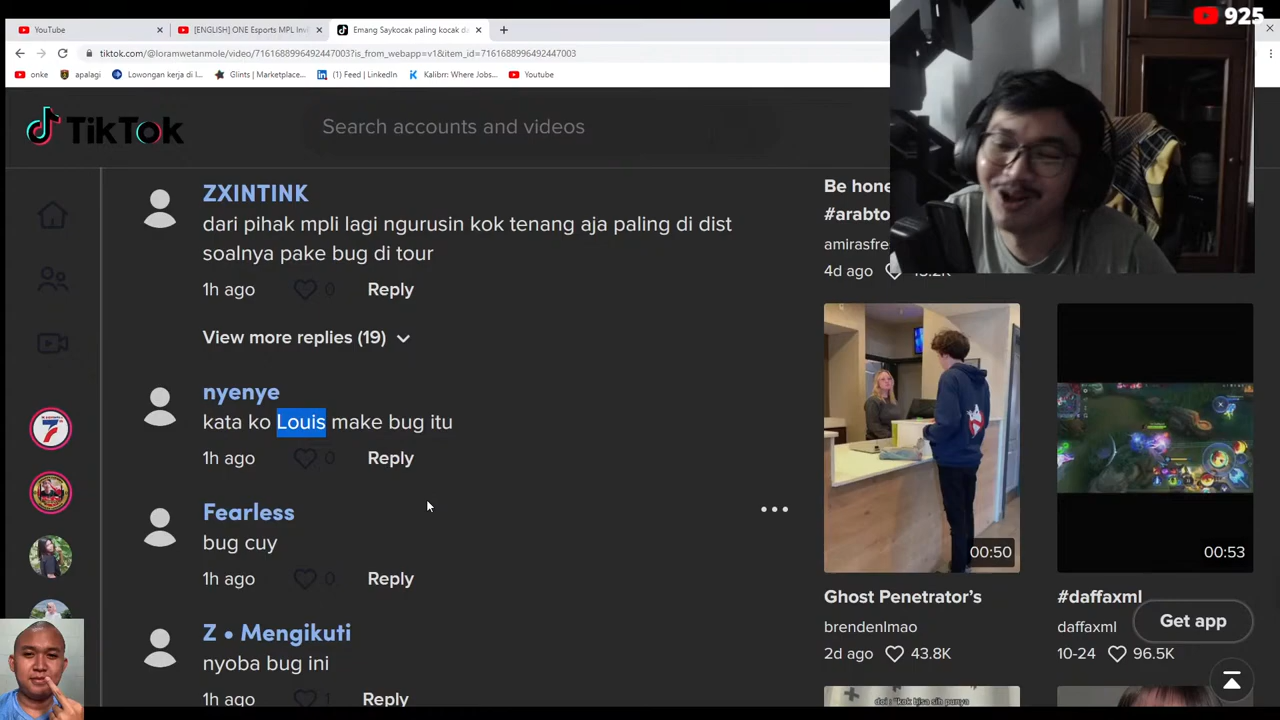 925
YouTube
[ENGLISH] ONE Esports MPL Invi
Emang Saykocak paling kocak da
tiktok.com/@loramwetanmole/video/7161688996492447003?is_from_webapp=v1&item_id=7161688996492447003
onke
apalagi
Lowongan kerja di I...
Glints | Marketplace...
(1) Feed | LinkedIn
Kalibrr: Where Jobs...
Youtube
TikTok
Search accounts and videos
ZXINTINK
dari pihak mpli lagi ngurusin kok tenang aja paling di dist
soalnya pake bug di tour
1h ago
0
Reply
View more replies (19)
nyenye
kata ko Louis make bug itu
1h ago
0
Reply
Fearless
bug cuy
1h ago
0
Reply
Z • Mengikuti
nyoba bug ini
1h ago
1
Reply
Be hone
#arabto
amirasfre
4d ago
00:50
Ghost Penetrator's
brendenlmao
2d ago
43.8K
00:53
#daffaxml
daffaxml
10-24
96.5K
Get app
doi : "kok bisa sih punya